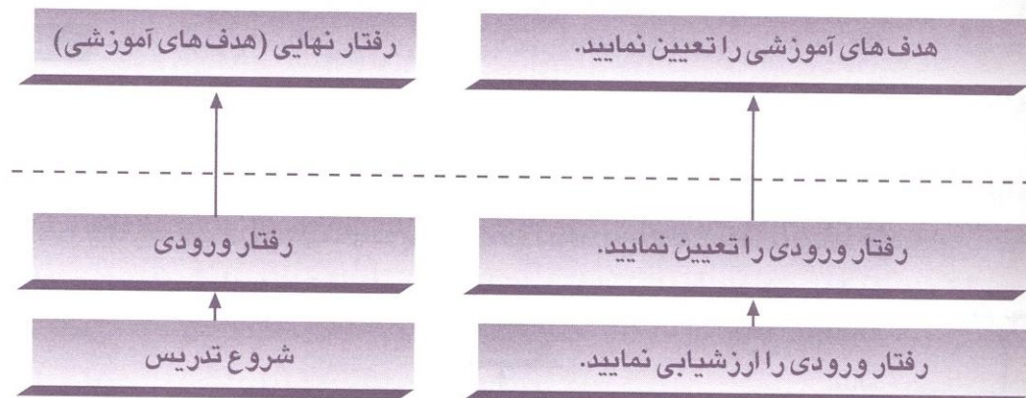 هدف‌های آموزشی را تعیین نمایید.
رفتار نهایی (هدف‌های آموزشی)
رفتار ورودی را تعیین نمایید.
رفتار ورودی
رفتار ورودی را ارزشیابی نمایید.
شروع تدریس